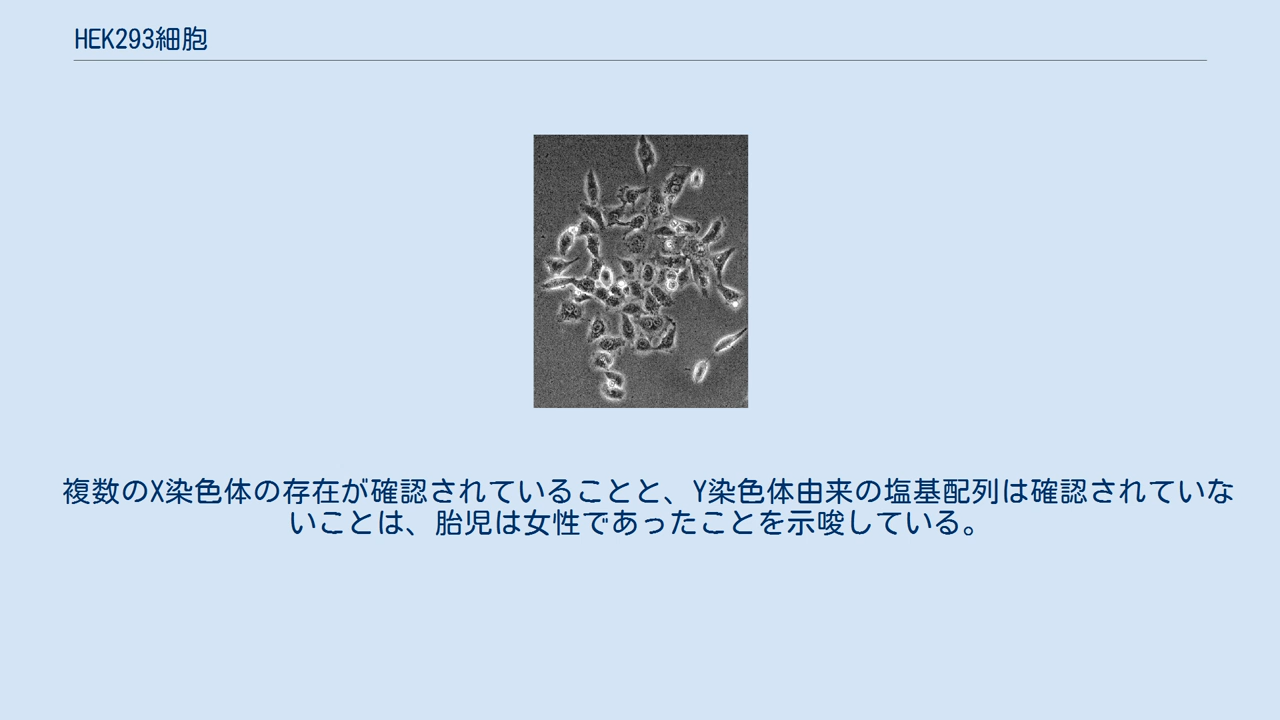 HEK293細胞
複数のX染色体の存在が確認されていることと、Y染色体由来の塩基配列は確認されていな
いことは、胎児は女性であったことを示唆している。